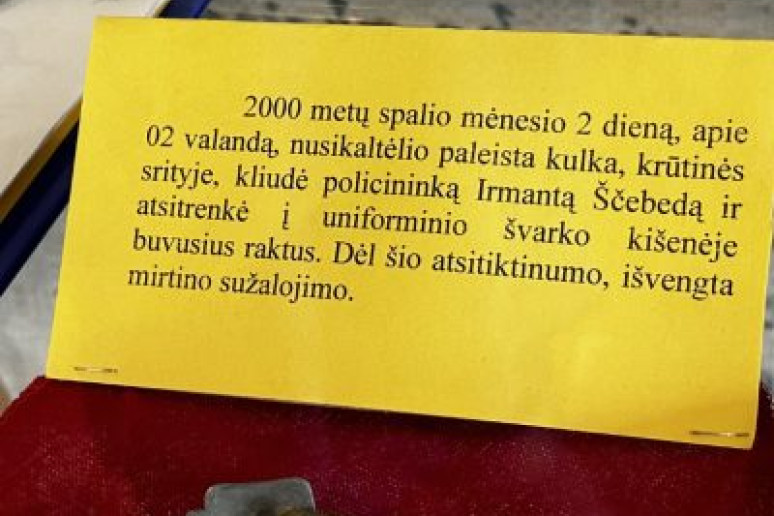 2000 metų spalio mėnesio 2 dieną, apie
02 valandą, nusikaltėlio paleista kulka, krūtinės
srityje, kliudė policininką Irmantą Ščebedą ir
atsitrenkė į uniforminio švarko kišenėje
buvusius raktus. Dėl šio atsitiktinumo, išvengta
mirtino sužalojimo.